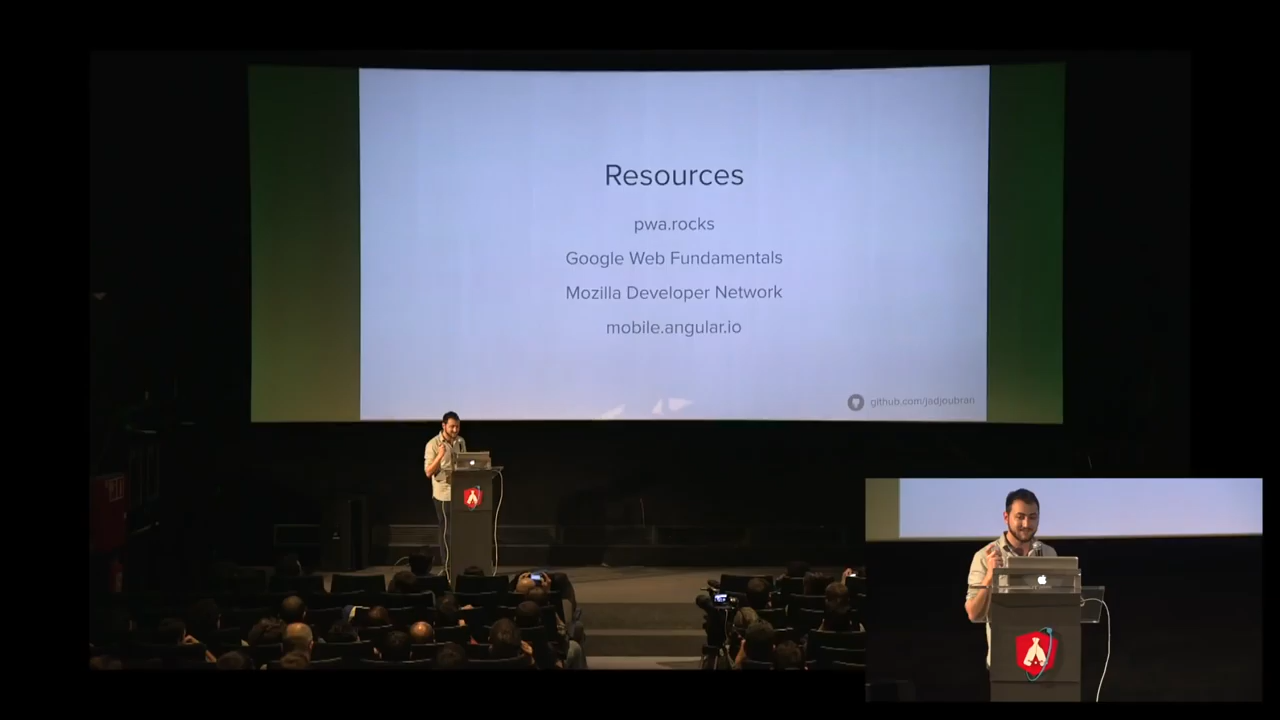 Resources
pwa.rocks
Google Web Fundamentals
Mozilla Developer Network
mobile.angular.io
github.com/jadjoubran